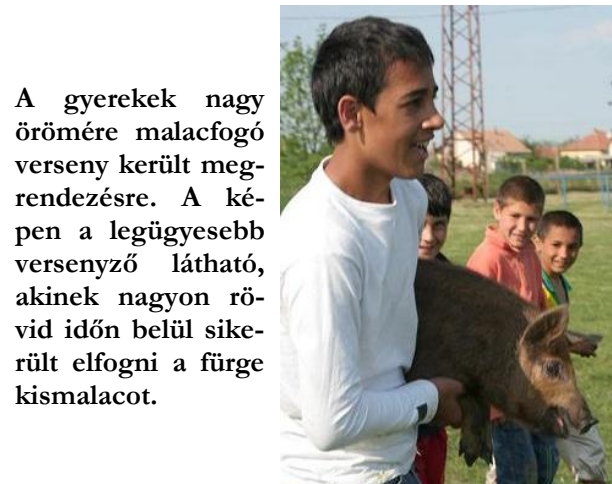 A gyerekek nagy
örömére malacfogó
verseny került meg-
rendezésre. A ké-
pen a legügyesebb
versenyző látható,
akinek nagyon rö-
vid időn belül sike-
rült elfogni a fürge
kismalacot.